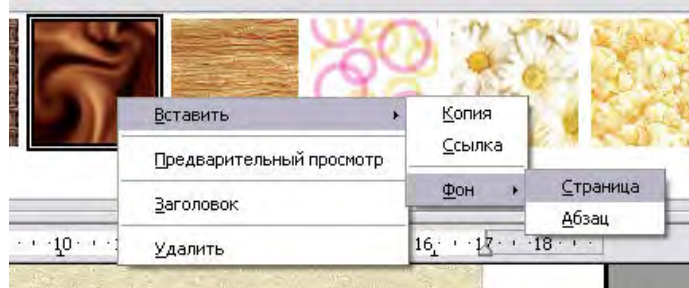 Вставить
Предварительный просмотр
Заголовок
Удалить
Копия
Ссылка
Фон
Страница
Абзац
10 16 17 18